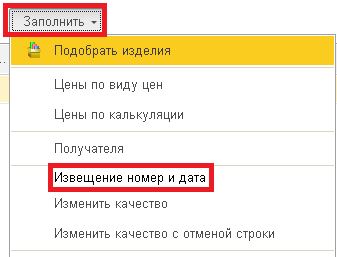 Заполнить
Подобрать изделия
Цены по виду цен
Цены по калькуляции
Получателя
Извещение номер и дата
Изменить качество
Изменить качество с отменой строки